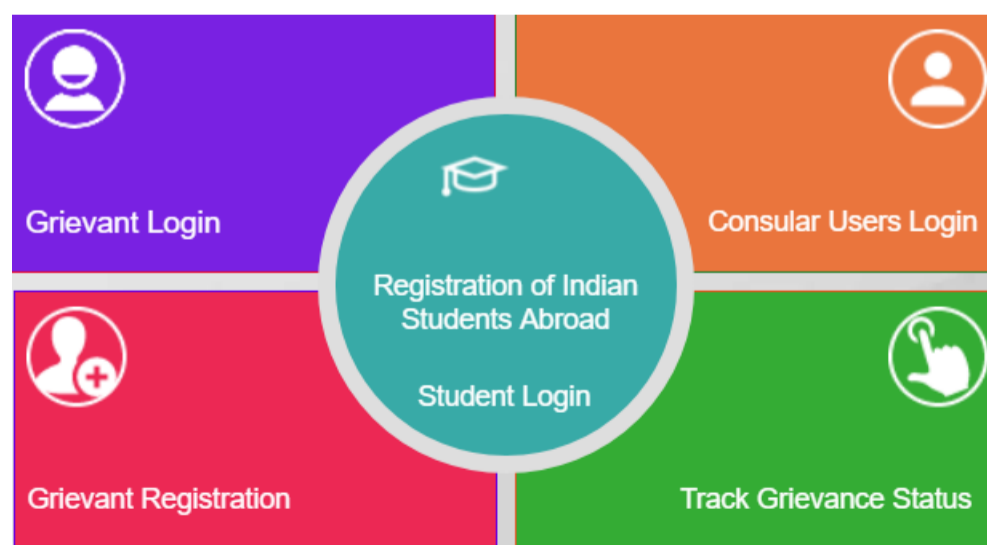 Grievant Login
Consular Users Login
Registration of Indian
Students Abroad
Student Login
Grievant Registration
Track Grievance Status